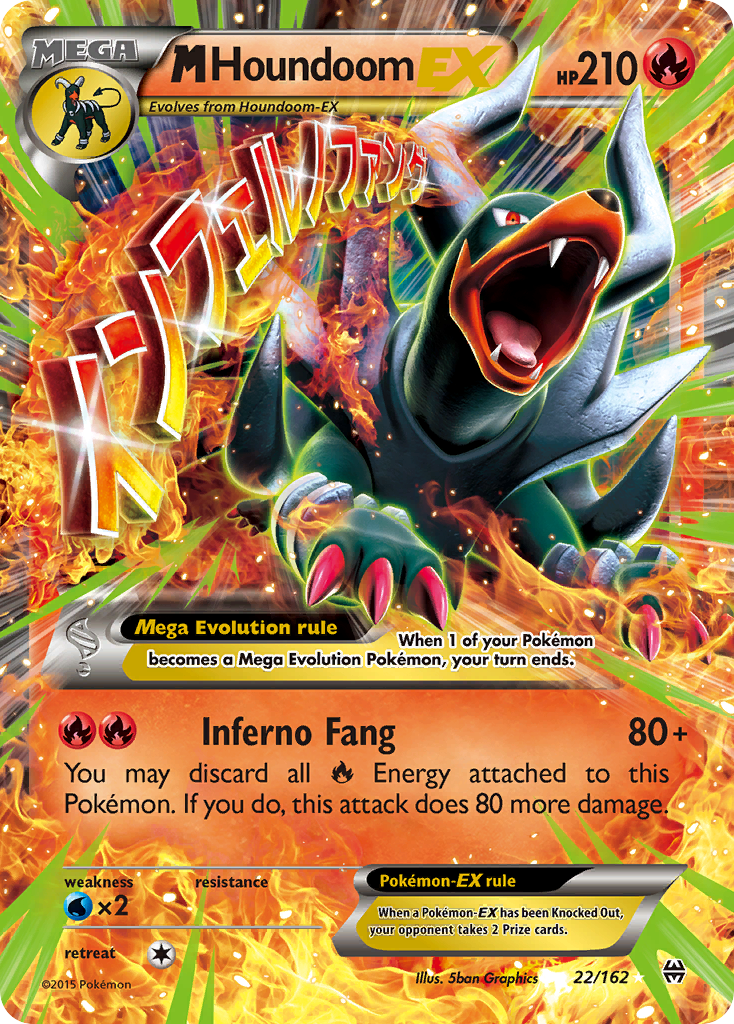 MEGA
M Houndoom EX
HP210
Evolves from Houndoom-EX
インフェルノファング
Mega Evolution rule
When 1 of your Pokémon
becomes a Mega Evolution Pokémon, your turn ends.
Inferno Fang 80+
You may discard all Energy attached to this
Pokémon. If you do, this attack does 80 more damage.
weakness resistance
×2
Pokémon-EX rule
When a Pokémon-EX has been Knocked Out,
your opponent takes 2 Prize cards.
retreat
Illus. 5ban Graphics 22/162
©2015 Pokémon